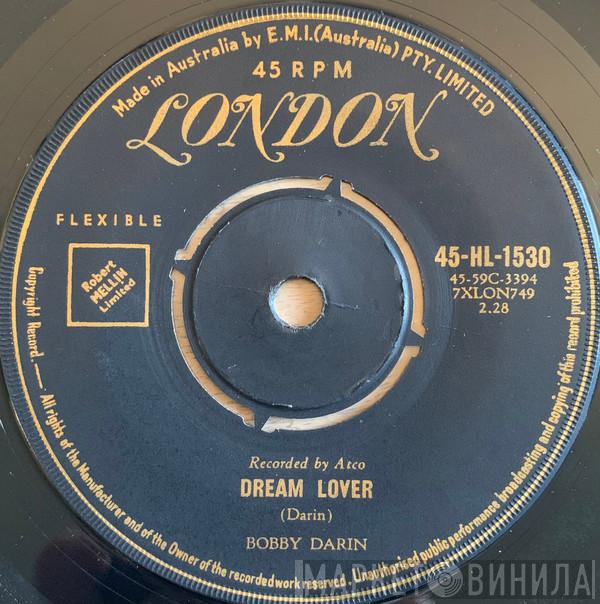 Made in Australia by E.M.I.(Australia) PTY. LIMITED
45 RPM
LONDON
FLEXIBLE
Robert
MELLIN
Limited
45-HL-1530
45-59C-3394
7XLON749
2.28
Recorded by Atco
DREAM LOVER
(Darin)
BOBBY DARIN
Copyright Record. — All rights of the Manufacturer and of the Owner of the recorded work reserved. Unauthorised public performance broadcasting and copying of this record prohibited
МАРКЕТ ВИНИЛА